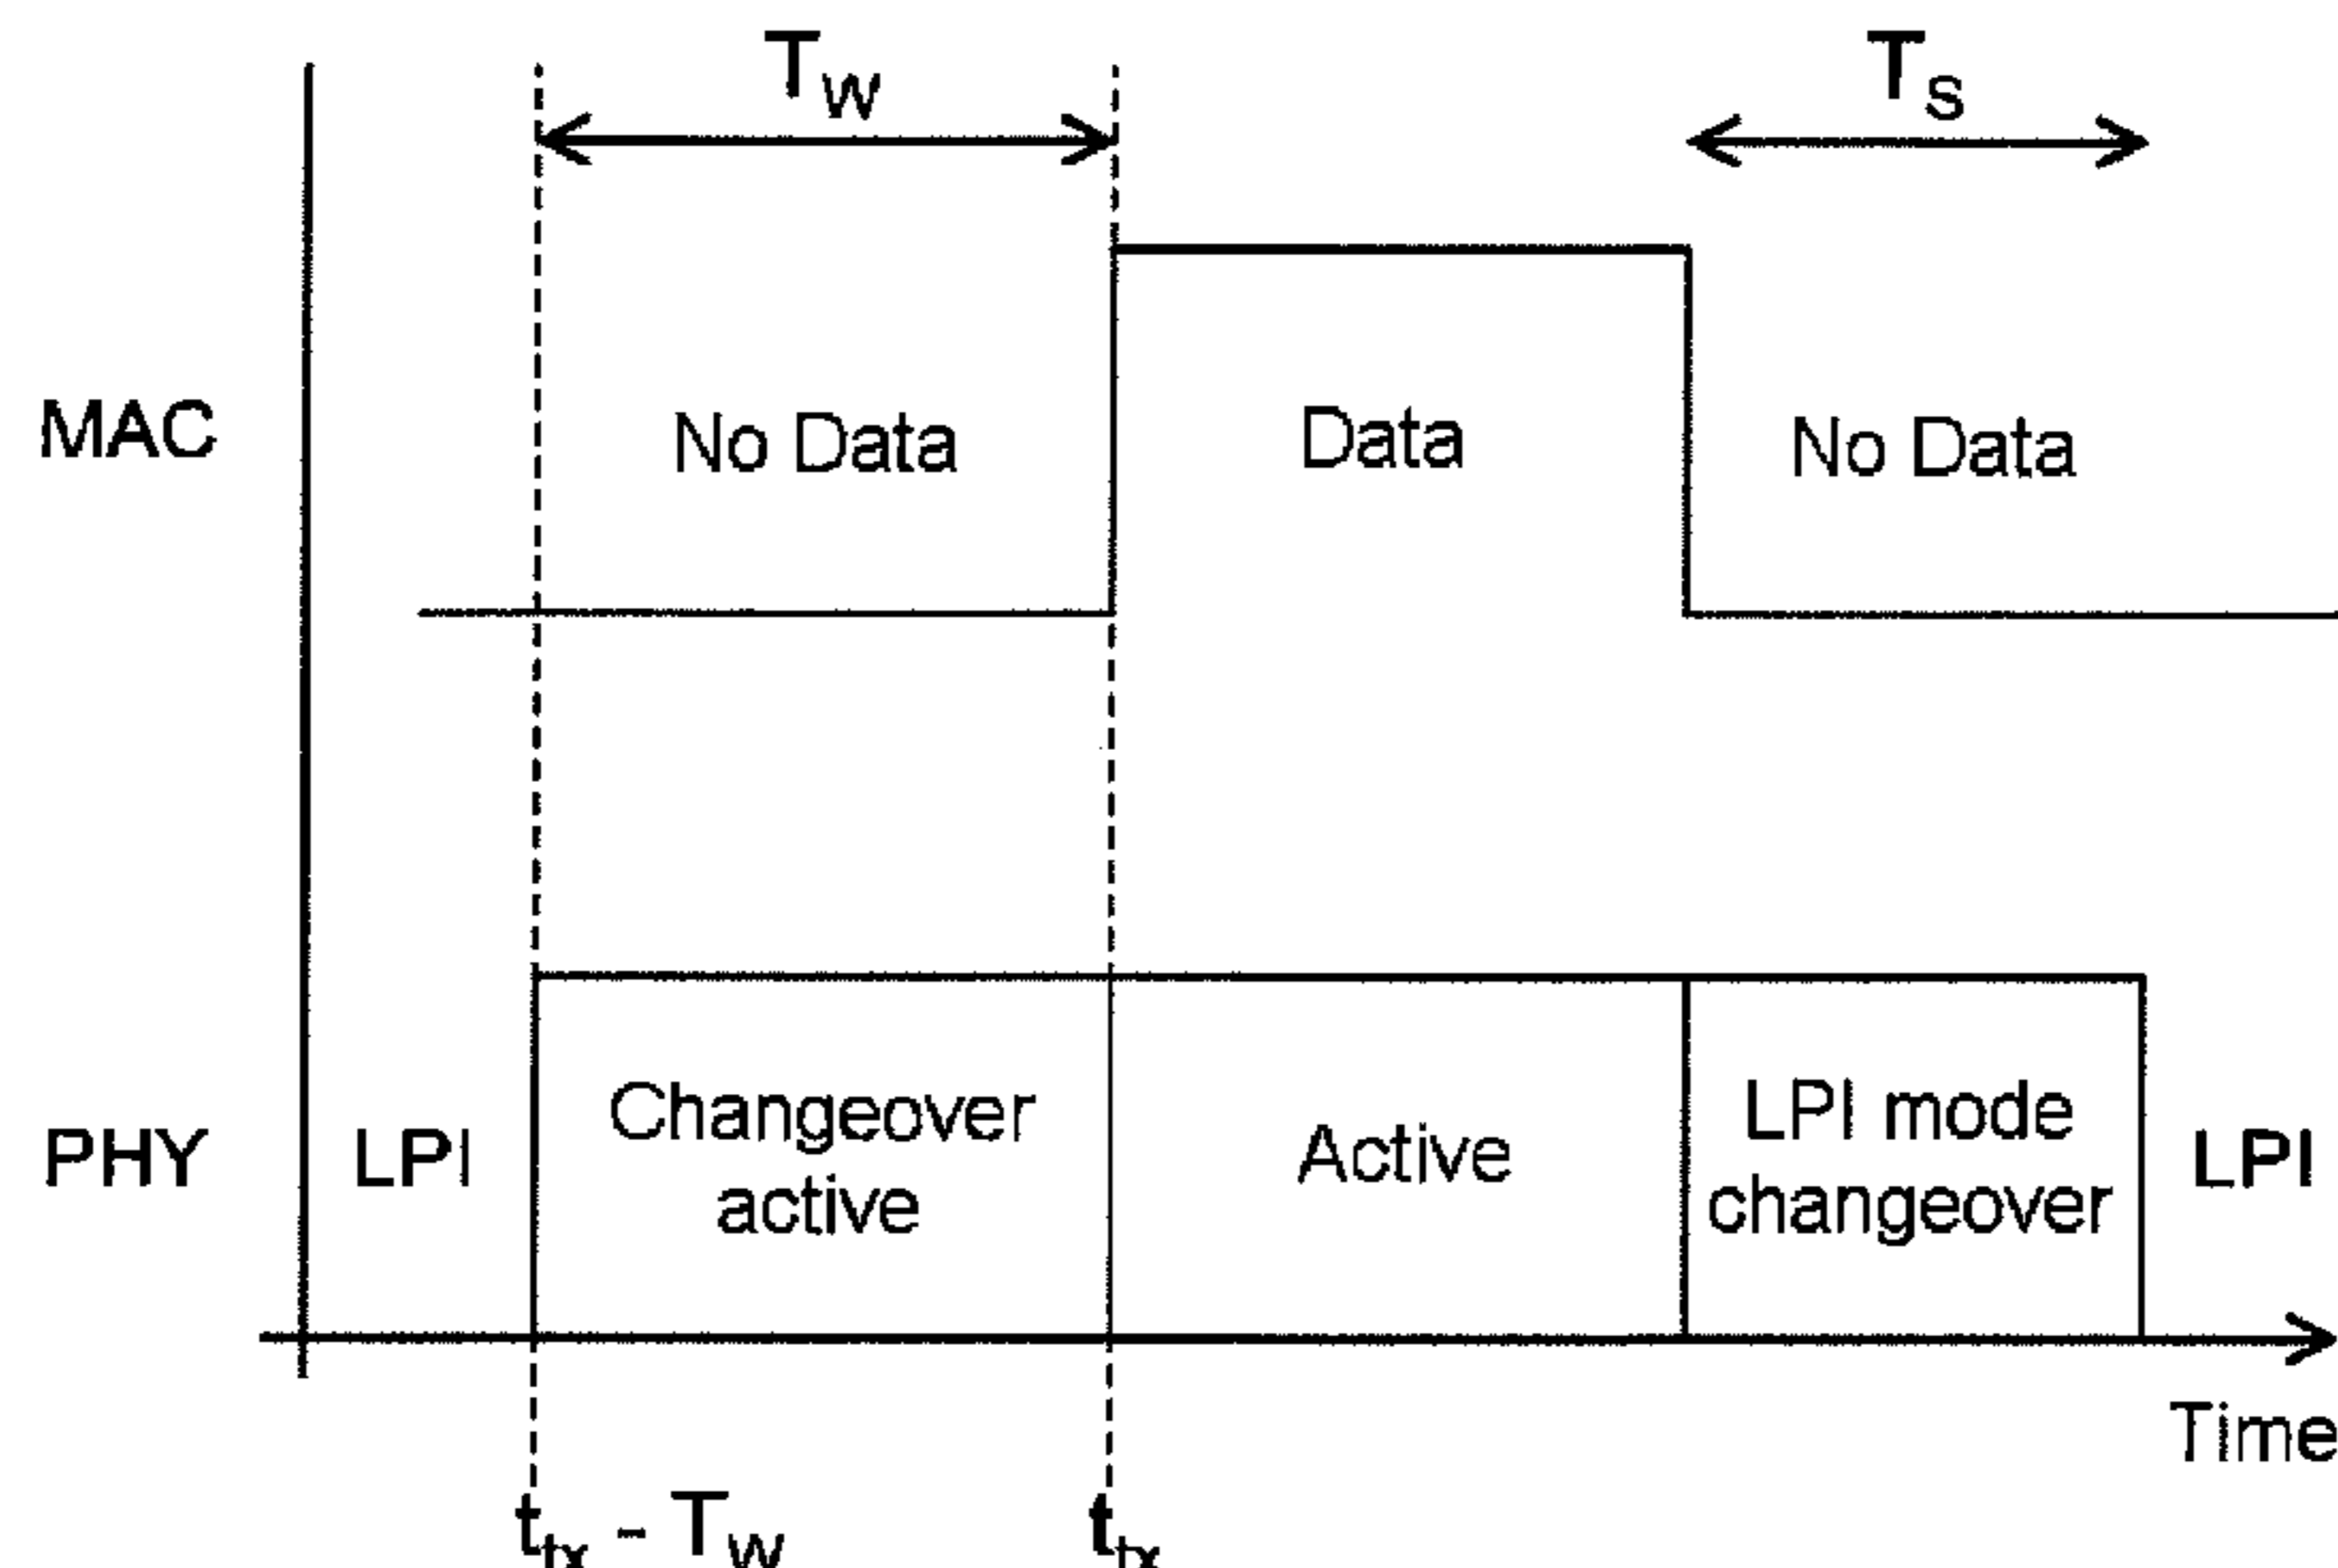 T_W
T_S
MAC
No Data
Data
No Data
PHY
LPI
Changeover
active
Active
LPI mode
changeover
LPI
Time
t_tx - T_W
t_tx